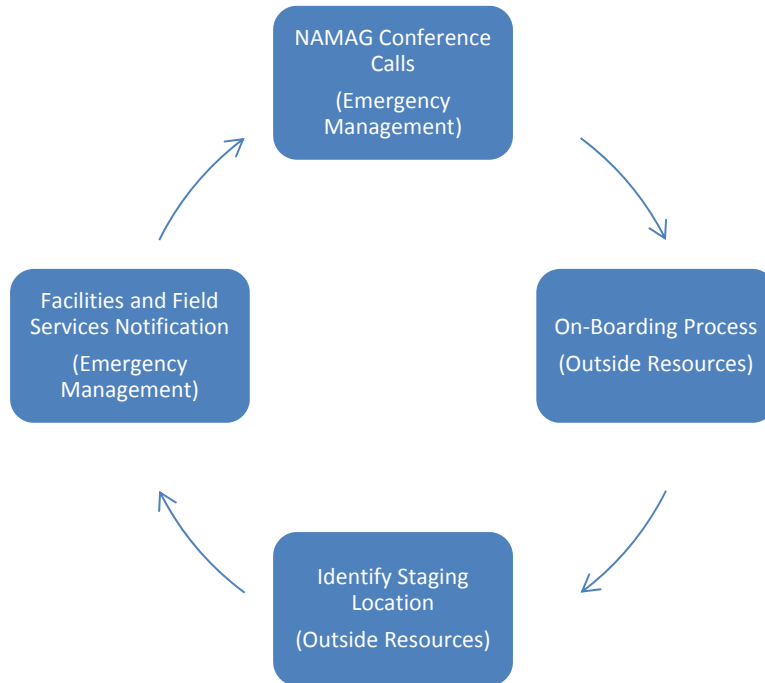 NAMAG Conference
Calls
(Emergency
Management)
Facilities and Field
Services Notification
(Emergency
Management)
On-Boarding Process
(Outside Resources)
Identify Staging
Location
(Outside Resources)